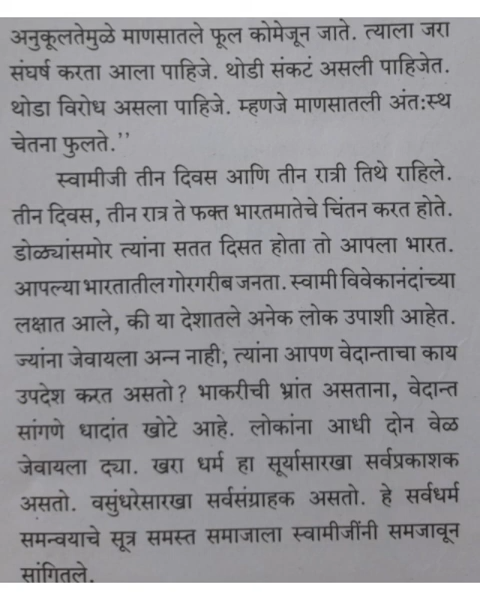 अनुकूलतेमुळे माणसातले फूल कोमेजून जाते. त्याला जरा
संघर्ष करता आला पाहिजे. थोडी संकटं असली पाहिजेत.
थोडा विरोध असला पाहिजे. म्हणजे माणसातली अंत:स्थ
चेतना फुलते.’’
स्वामीजी तीन दिवस आणि तीन रात्री तिथे राहिले.
तीन दिवस, तीन रात्र ते फक्त भारतमातेचे चिंतन करत होते.
डोळ्यांसमोर त्यांना सतत दिसत होता तो आपला भारत.
आपल्या भारतातील गोरगरीब जनता. स्वामी विवेकानंदांच्या
लक्षात आले, की या देशातले अनेक लोक उपाशी आहेत.
ज्यांना जेवायला अन्न नाही, त्यांना आपण वेदान्ताचा काय
उपदेश करत असतो? भाकरीची भ्रांत असताना, वेदान्त
सांगणे धादांत खोटे आहे. लोकांना आधी दोन वेळ
जेवायला द्या. खरा धर्म हा सूर्यासारखा सर्वप्रकाशक
असतो. वसुंधरेसारखा सर्वसंग्राहक असतो. हे सर्वधर्म
समन्वयाचे सूत्र समस्त समाजाला स्वामीजींनी समजावून
सांगितले.